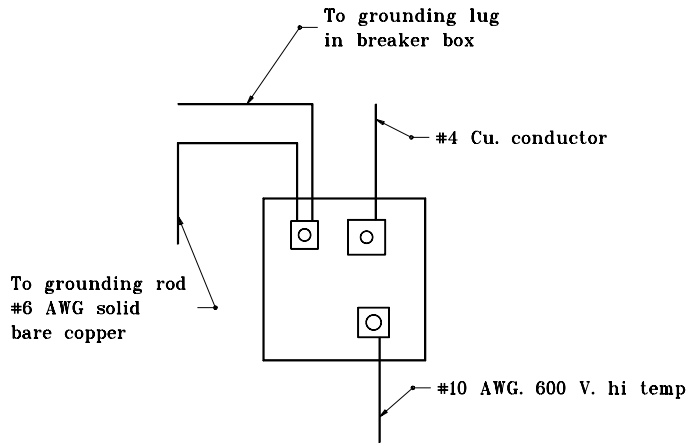 To grounding lug
in breaker box
#4 Cu. conductor
To grounding rod
#6 AWG solid
bare copper
#10 AWG. 600 V. hi temp